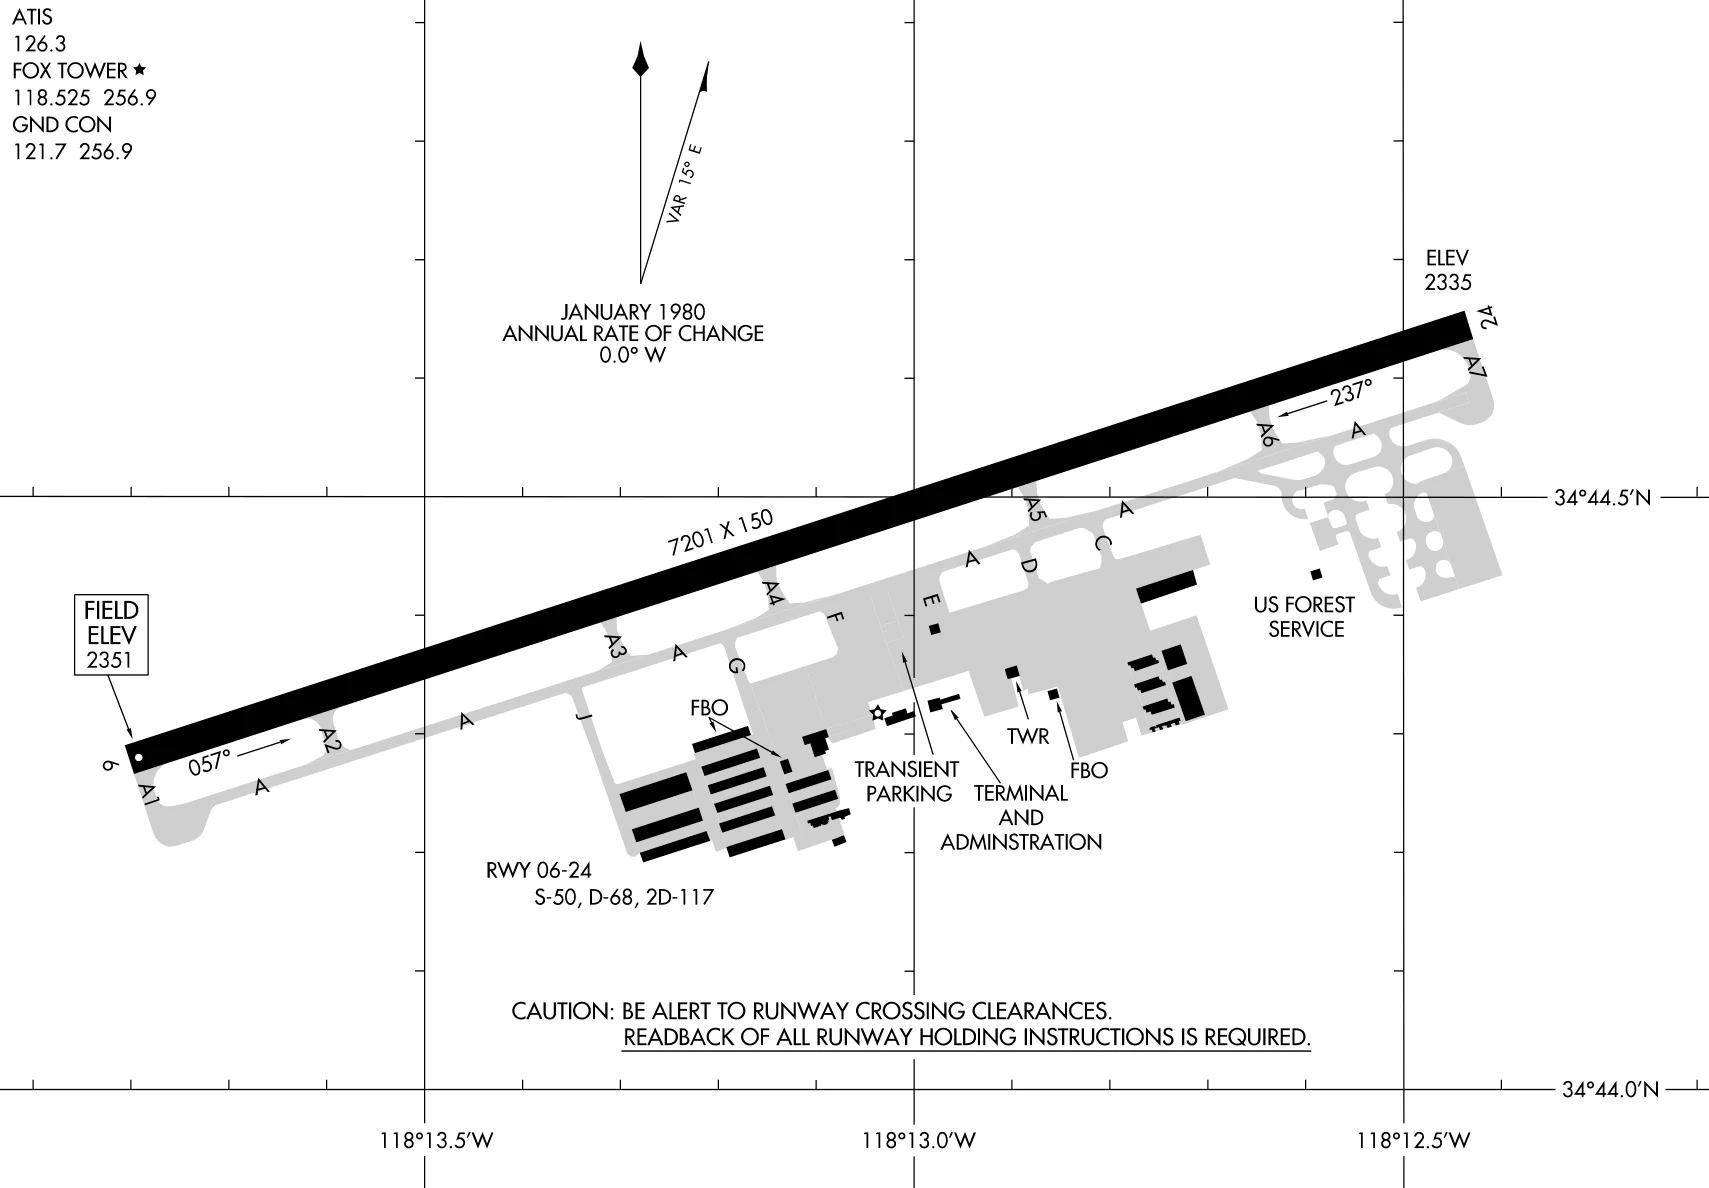 ATIS
126.3
FOX TOWER ★
118.525 256.9
GND CON
121.7 256.9
VAR 15° E
JANUARY 1980
ANNUAL RATE OF CHANGE
0.0° W
ELEV
2335
24
A7
237°
A6
A
34°44.5'N
7201 X 150
A5
A
C
A
D
A4
F
E
US FOREST
SERVICE
FIELD
ELEV
2351
A3
A
G
J
A
FBO
TWR
FBO
6
057°
A2
A1
A
TRANSIENT
PARKING
TERMINAL
AND
ADMINSTRATION
RWY 06-24
S-50, D-68, 2D-117
CAUTION: BE ALERT TO RUNWAY CROSSING CLEARANCES.
READBACK OF ALL RUNWAY HOLDING INSTRUCTIONS IS REQUIRED.
34°44.0'N
118°13.5'W
118°13.0'W
118°12.5'W